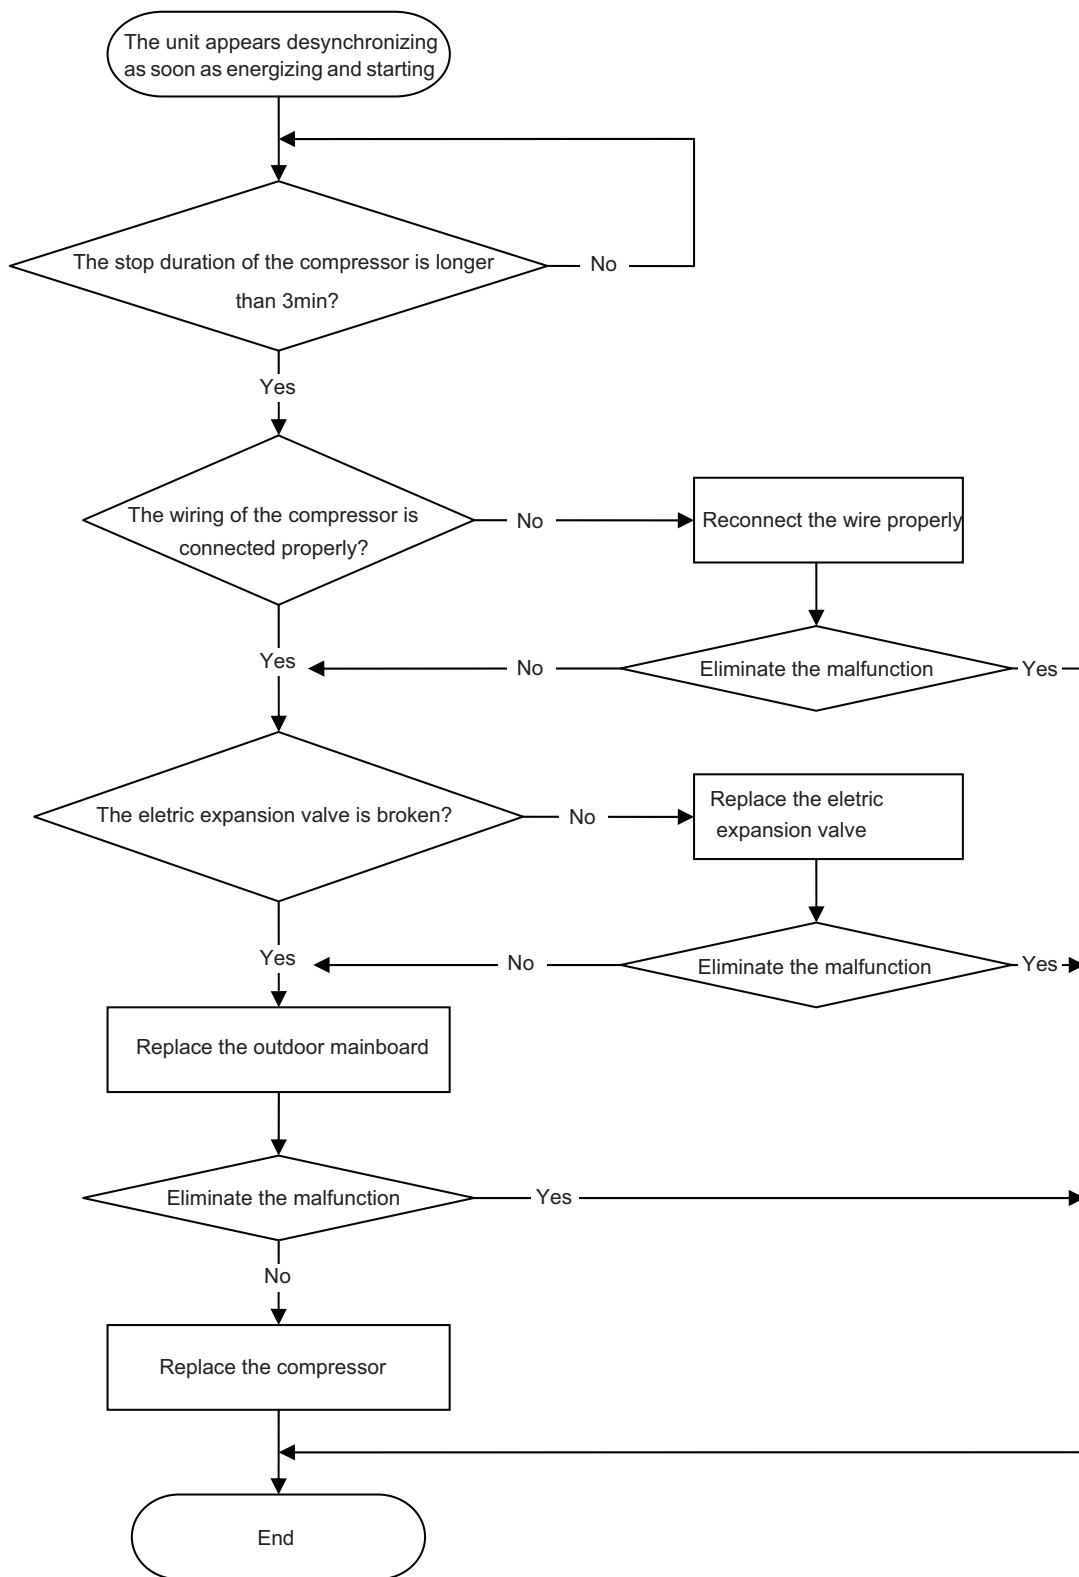 The unit appears desynchronizing
as soon as energizing and starting
The stop duration of the compressor is longer
than 3min?
No
Yes
The wiring of the compressor is
connected properly?
No
Reconnect the wire properly
Yes
No
Eliminate the malfunction
Yes
The eletric expansion valve is broken?
No
Replace the eletric
expansion valve
Yes
No
Eliminate the malfunction
Yes
Replace the outdoor mainboard
Eliminate the malfunction
Yes
No
Replace the compressor
End